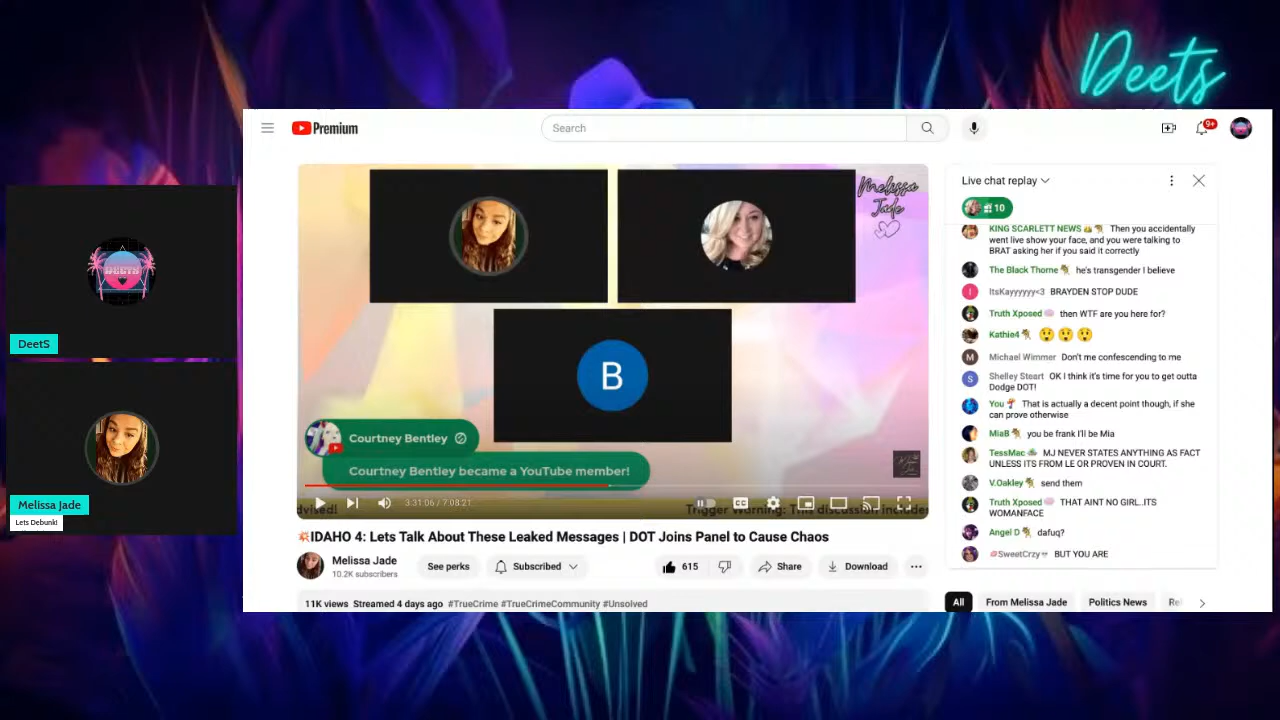 Deets
Premium
Search
9+
Melissa
Jade
B
Courtney Bentley
Courtney Bentley became a YouTube member!
3:31:06 / 7:08:21
CC
dvised!
Trigger Warning: This discussion includes
💥IDAHO 4: Lets Talk About These Leaked Messages | DOT Joins Panel to Cause Chaos
Melissa Jade
10.2K subscribers
See perks
Subscribed
615
Share
Download
11K views Streamed 4 days ago #TrueCrime #TrueCrimeCommunity #Unsolved
Live chat replay
10
KING SCARLETT NEWS Then you accidentally
went live show your face, and you were talking to
BRAT asking her if you said it correctly
The Black Thorne he's transgender I believe
I
ItsKayyyyyy<3 BRAYDEN STOP DUDE
Truth Xposed then WTF are you here for?
Kathie4 😲😲😲
M
Michael Wimmer Don't me confescending to me
S
Shelley Steart OK I think it's time for you to get outta
Dodge DOT!
You That is actually a decent point though, if she
can prove otherwise
MiaB you be frank I'll be Mia
TessMac MJ NEVER STATES ANYTHING AS FACT
UNLESS ITS FROM LE OR PROVEN IN COURT.
V.Oakley send them
Truth Xposed THAT AINT NO GIRL..ITS
WOMANFACE
Angel D dafuq?
SweetCrzy BUT YOU ARE
All
From Melissa Jade
Politics News
Re
DEETS
DeetS
Melissa Jade
Lets Debunk!